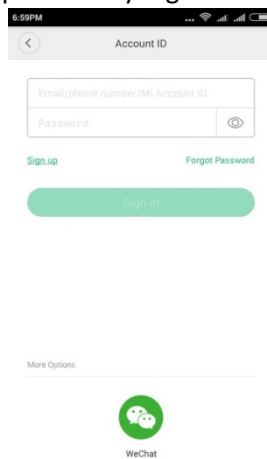 6:59PM
Account ID
Email/phone number/Mi Account ID
Password
Sign up
Forgot Password
Sign in
More Options
WeChat